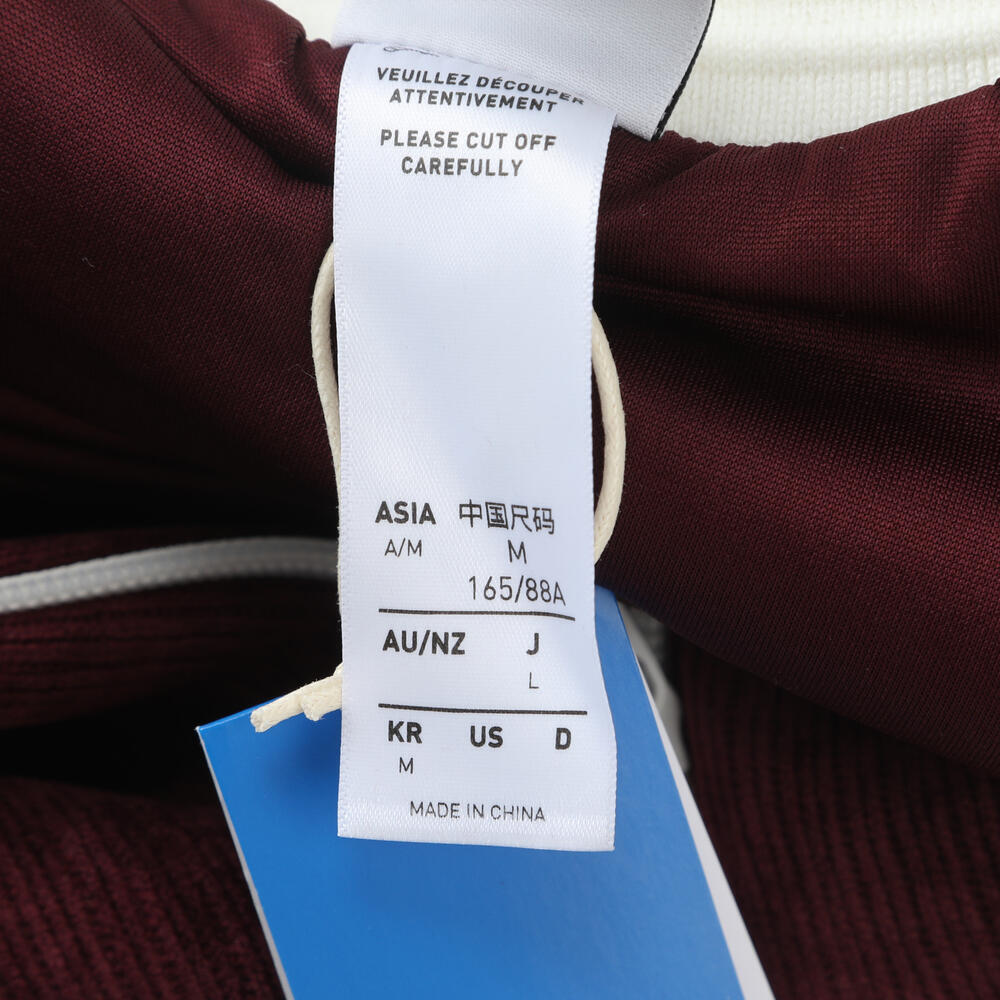 VEUILLEZ DÉCOUPER
ATTENTIVEMENT
PLEASE CUT OFF
CAREFULLY
ASIA 中国尺码
A/M M
165/88A
AU/NZ J
L
KR US D
M
MADE IN CHINA